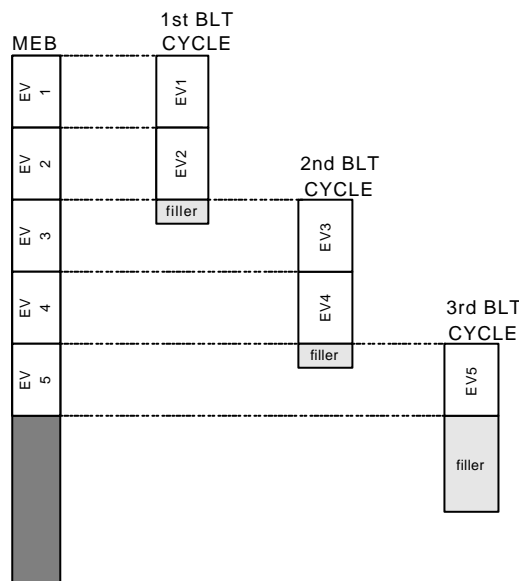 1st BLT
CYCLE
MEB
EV 1
EV1
EV 2
EV2
2nd BLT
CYCLE
filler
EV 3
EV3
EV 4
EV4
3rd BLT
CYCLE
filler
EV 5
EV5
filler